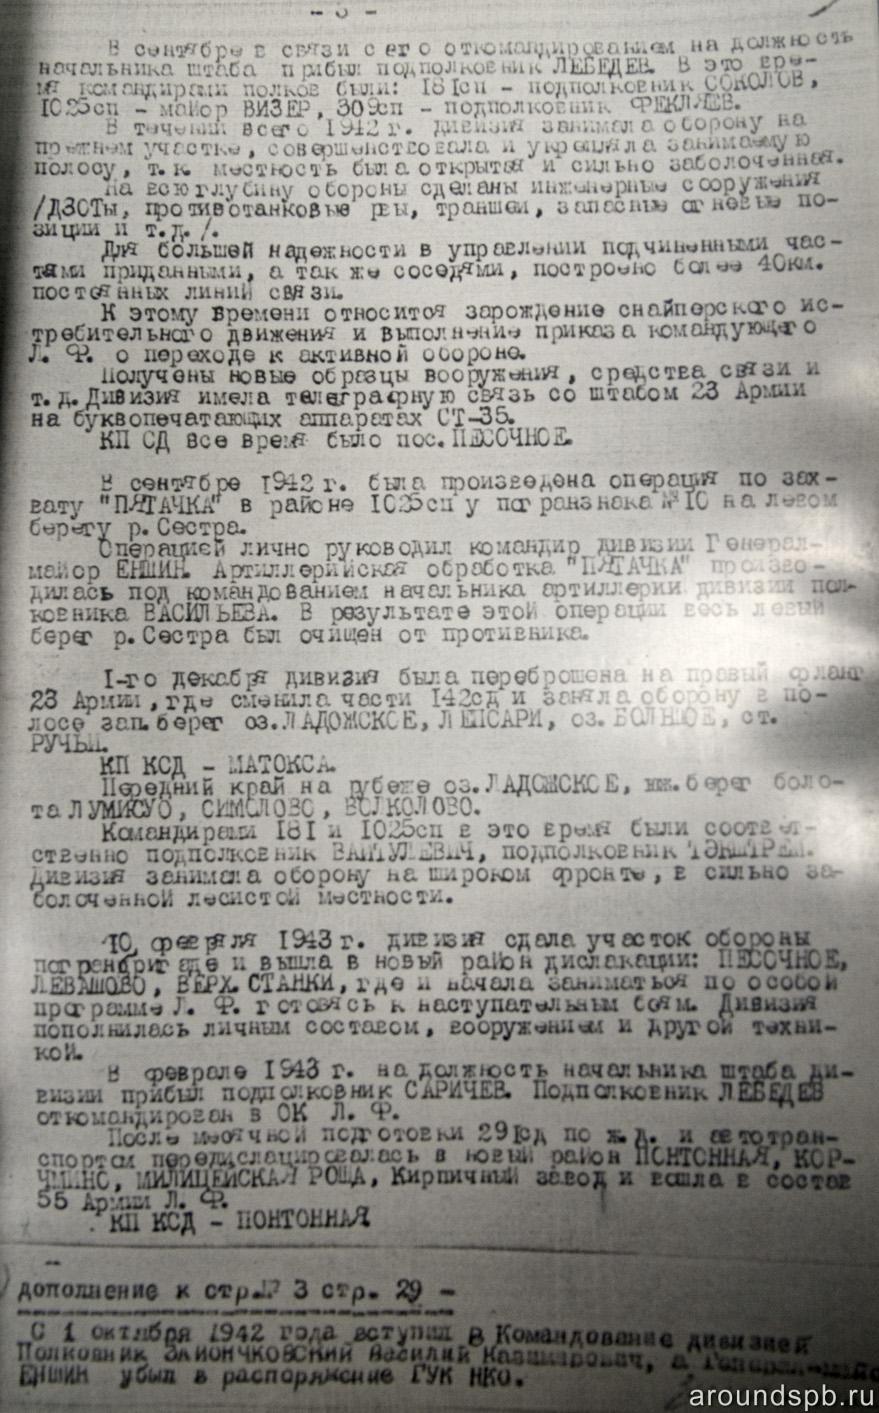 В сентябре в связи с его откомандированием на должность
начальника штаба прибыл подполковник ЛЕБЕДЕВ. В это вре-
мя командирами полков были: 181сп - подполковник СОКОЛОВ,
1025сп - майор ВИЗЕР, 309сп - подполковник ФЕКЛЯЕВ.
В течении всего 1942 г. дивизия занимала оборону на
прежнем участке, совершенствовала и укрепляла занимаемую
полосу, т.к. местность была открытая и сильно заболоченная.
На всю глубину обороны сделаны инженерные сооружения
/ДЗОТы, противотанковые рвы, траншеи, запасные огневые по-
зиции и т.д./.
Для большей надежности в управлении подчиненными час-
тями приданными, а так же соседями, построено более 40км.
постоянных линий связи.
К этому времени относится зарождение снайперского ис-
требительного движения и выполнение приказа командующего
Л. Ф. о переходе к активной обороне.
Получены новые образцы вооружения, средства связи и
т.д. Дивизия имела телеграфную связь со штабом 23 Армии
на буквопечатающих аппаратах СТ-35.
КП СД все время было пос. ПЕСОЧНОЕ.
В сентябре 1942 г. была произведена операция по зах-
вату "ПЯТАЧКА" в районе 1025сп у погранзнака №10 на левом
берегу р. Сестра.
Операцией лично руководил командир дивизии Генерал-
майор ЕНШИН. Артиллерийская обработка "ПЯТАЧКА" произво-
дилась под командованием начальника артиллерии дивизии пол-
ковника ВАСИЛЬЕВА. В результате этой операции весь левый
берег р. Сестра был очищен от противника.
1-го декабря дивизия была переброшена на правый фланг
23 Армии, где сменила части 142сд и заняла оборону в по-
лосе зап. берег оз. ЛАДОЖСКОЕ, ЛЕПСАРИ, оз. ст.
РУЧЬИ.
КП КСД - МАТОКСА.
Передний край на рубеже оз. ЛАДОЖСКОЕ, берег боло-
та ЛУМИСУО,
Командирами 181 и 1025сп в это время были соответ-
ственно подполковник подполковник
Дивизия занимала оборону на широком фронте, в сильно за-
болоченной лесистой местности.
10 февраля 1943 г. дивизия сдала участок обороны
погранбригаде и вышла в новый район дислакации: ПЕСОЧНОЕ,
ЛЕВАШОВО, ВЕРХ. СТАНКИ, где и начала заниматься по особой
программе Л. Ф. готовясь к наступательным боям. Дивизия
пополнилась личным составом, вооружением и другой техни-
кой.
В феврале 1943 г. на должность начальника штаба ди-
визии прибыл подполковник САРИЧЕВ. Подполковник ЛЕБЕДЕВ
откомандирован в ОК Л. Ф.
После месячной подготовки 291сд по ж.д. и автотран-
спортом передислацировалась в новый район ПОНТОННАЯ, КОР-
ЧМИНО, МИЛИЦЕЙСКАЯ РОЩА, Кирпичный завод и вошла в состав
55 Армии Л. Ф.
КП КСД - ПОНТОННАЯ
дополнение к стр. № 3 стр. 29 -
С 1 октября 1942 года вступил в Командование дивизией
Полковник ЗАЙОНЧКОВСКИЙ Василий Казимирович, а Генерал-
ЕНШИН убыл в распоряжение ГУК НКО.
aroundspb.ru